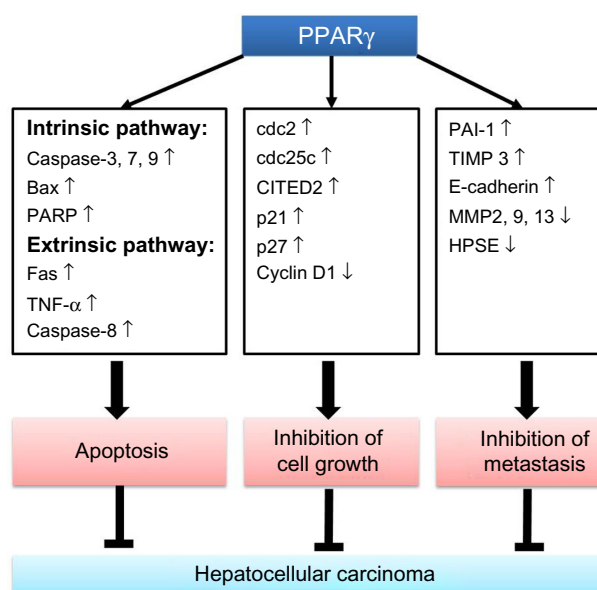 PPARγ
Intrinsic pathway:
Caspase-3, 7, 9 ↑
Bax ↑
PARP ↑
Extrinsic pathway:
Fas ↑
TNF-α ↑
Caspase-8 ↑
cdc2 ↑
cdc25c ↑
CITED2 ↑
p21 ↑
p27 ↑
Cyclin D1 ↓
PAI-1 ↑
TIMP 3 ↑
E-cadherin ↑
MMP2, 9, 13 ↓
HPSE ↓
Apoptosis
Inhibition of
cell growth
Inhibition of
metastasis
Hepatocellular carcinoma